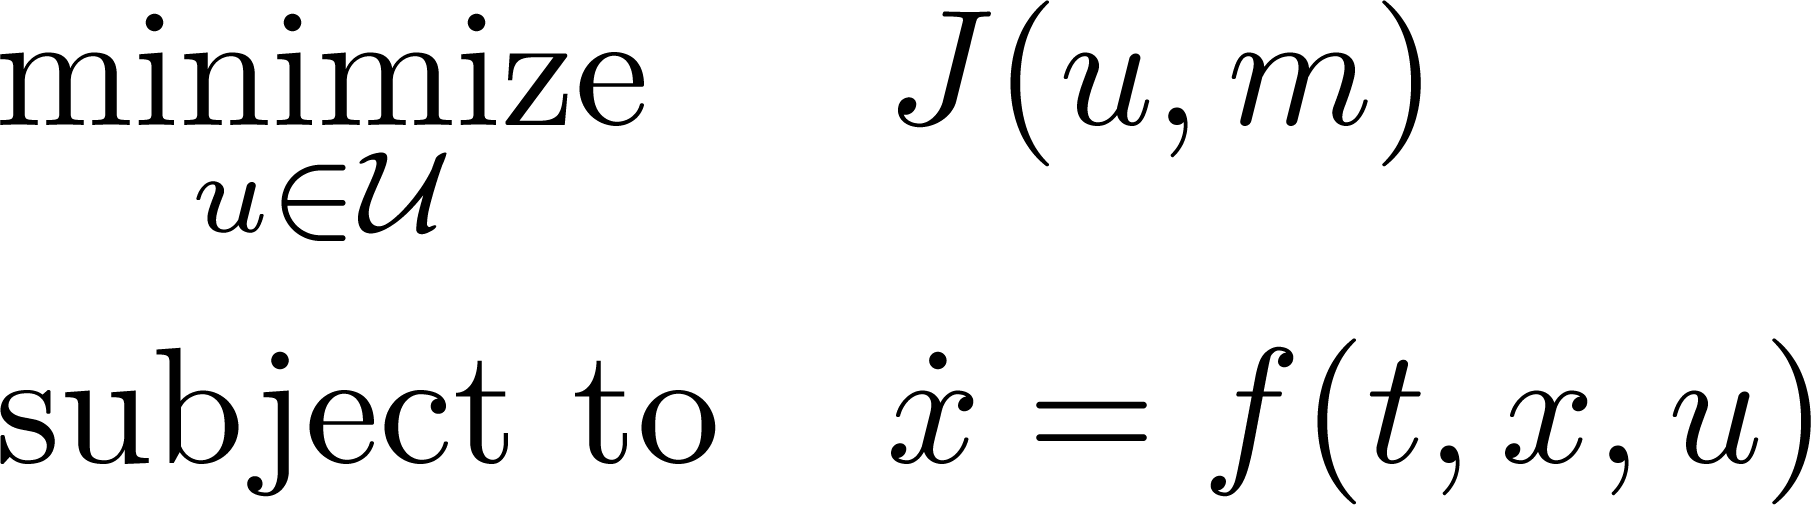 minimize J(u, m)
u∈𝒰
subject to ẋ = f(t, x, u)